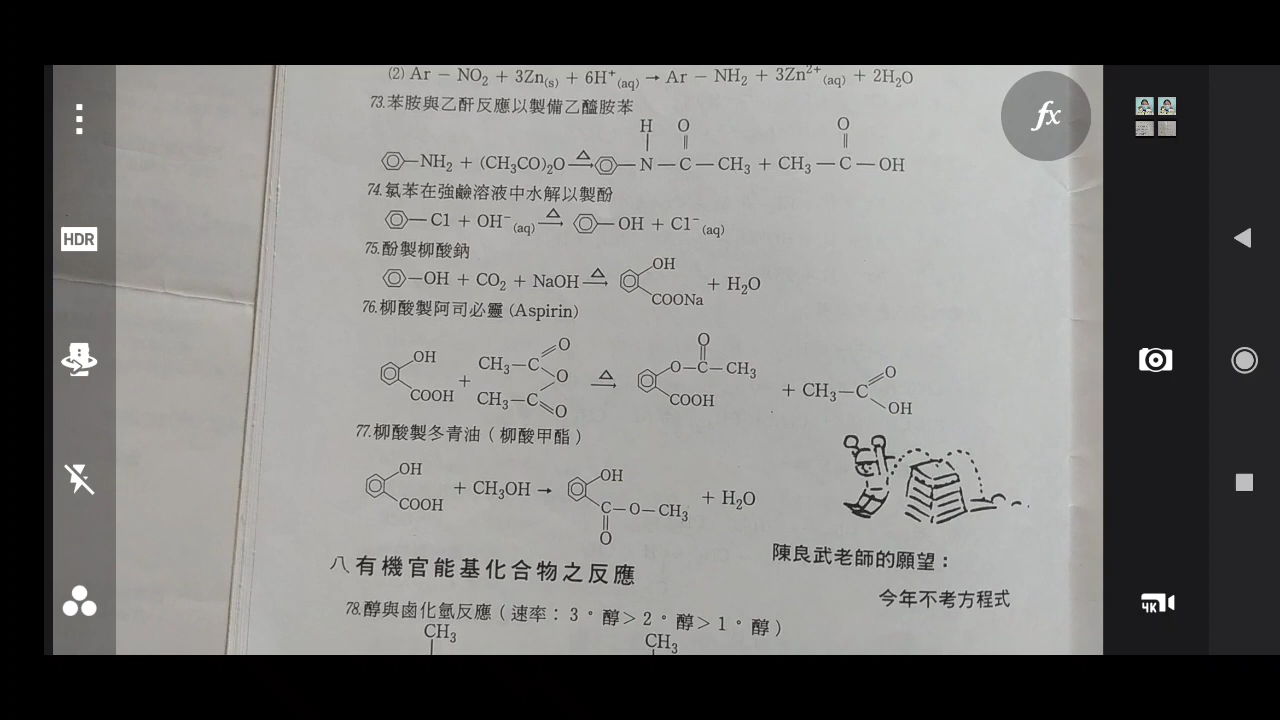 (2) Ar − NO₂ + 3Zn(s) + 6H⁺(aq) → Ar − NH₂ + 3Zn²⁺(aq) + 2H₂O
73.苯胺與乙酐反應以製備乙醯胺苯
H O O
−NH₂ + (CH₃CO)₂O △→ −N−C−CH₃ + CH₃−C−OH
74.氯苯在強鹼溶液中水解以製酚
−Cl + OH⁻(aq) △→ −OH + Cl⁻(aq)
75.酚製柳酸鈉
OH
−OH + CO₂ + NaOH △→ + H₂O
COONa
76.柳酸製阿司必靈 (Aspirin)
O O
OH CH₃−C O−C−CH₃ O
+ O △→ + CH₃−C
COOH CH₃−C COOH OH
O
77.柳酸製冬青油（柳酸甲酯）
OH OH
+ CH₃OH → + H₂O
COOH C−O−CH₃
O
八有機官能基化合物之反應
78.醇與鹵化氫反應（速率：3°醇＞2°醇＞1°醇）
CH₃ CH₃
陳良武老師的願望：
今年不考方程式
fx
HDR
4K